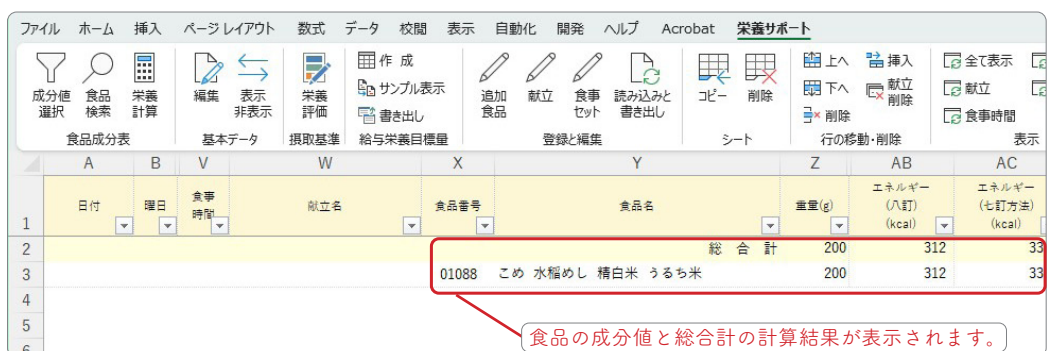 ファイル ホーム 挿入 ページ レイアウト 数式 データ 校閲 表示 自動化 開発 ヘルプ Acrobat 栄養サポート
成分値 選択
食品 検索
栄養 計算
食品成分表
編集
表示 非表示
基本データ
栄養 評価
摂取基準
作 成
サンプル表示
書き出し
給与栄養目標量
追加 食品
献立
食事 セット
読み込みと 書き出し
登録と編集
コピー
削除
シート
上へ
下へ
削除
挿入
献立 削除
行の移動・削除
全て表示
献立
食事時間
表示
A B V W X Y Z AB AC
1 日付 曜日 食事時間 献立名 食品番号 食品名 重量(g) エネルギー (八訂) (kcal) エネルギー (七訂方法) (kcal)
2 総 合 計 200 312 33
3 01088 こめ 水稲めし 精白米 うるち米 200 312 33
4
5
6
食品の成分値と総合計の計算結果が表示されます。